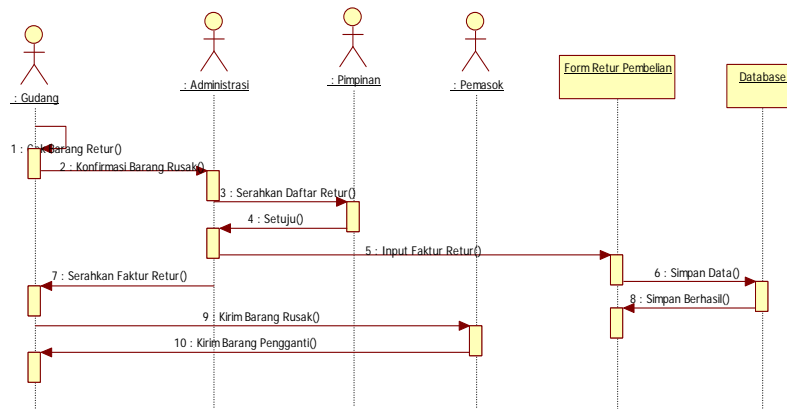 : Gudang
: Administrasi
: Pimpinan
: Pemasok
Form Retur Pembelian
Database
1 : Cek Barang Retur()
2 : Konfirmasi Barang Rusak()
3 : Serahkan Daftar Retur()
4 : Setuju()
5 : Input Faktur Retur()
6 : Simpan Data()
7 : Serahkan Faktur Retur()
8 : Simpan Berhasil()
9 : Kirim Barang Rusak()
10 : Kirim Barang Pengganti()